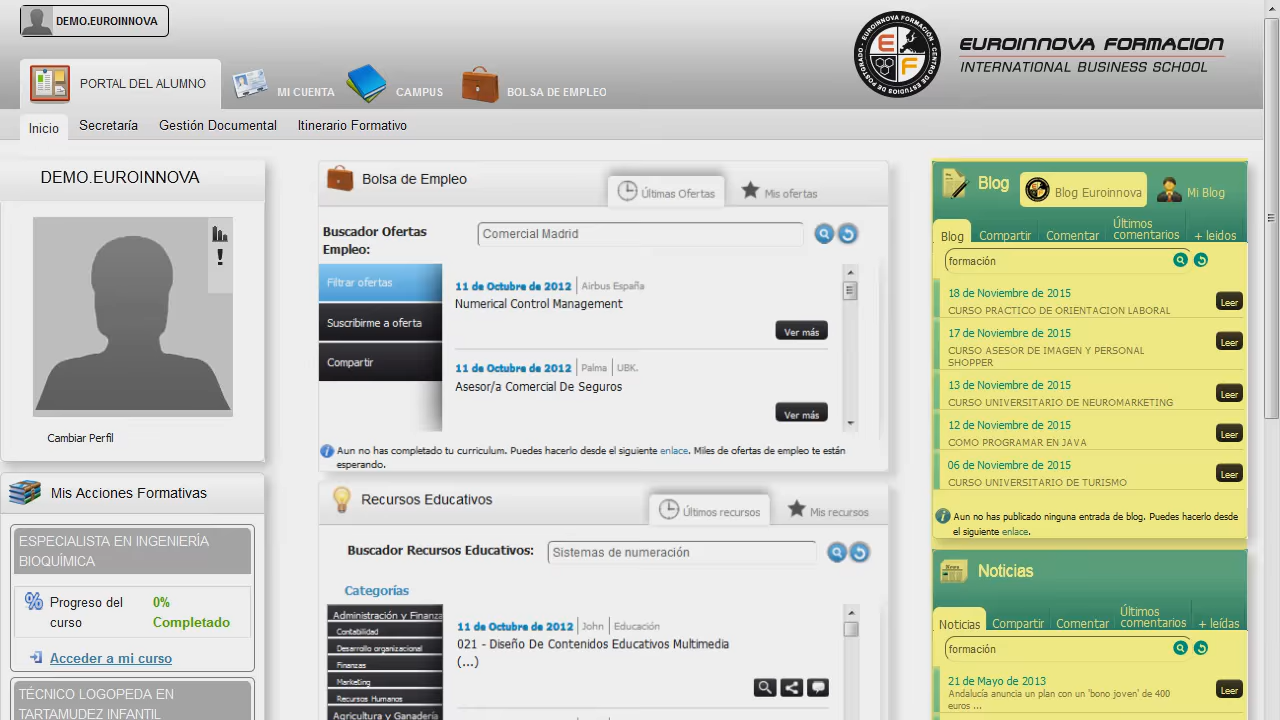 DEMO.EUROINNOVA
EUROINNOVA FORMACIÓN · CENTRO DE ESTUDIOS DE POSTGRADO
E
F
EUROINNOVA FORMACION
INTERNATIONAL BUSINESS SCHOOL
PORTAL DEL ALUMNO
MI CUENTA
CAMPUS
BOLSA DE EMPLEO
Inicio
Secretaría
Gestión Documental
Itinerario Formativo
DEMO EUROINNOVA
Cambiar Perfil
Mis Acciones Formativas
ESPECIALISTA EN INGENIERÍA
BIOQUÍMICA
Progreso del 0%
curso Completado
Acceder a mi curso
TÉCNICO LOGOPEDA EN
TARTAMUDEZ INFANTIL
Bolsa de Empleo
Últimas Ofertas
Mis ofertas
Buscador Ofertas
Empleo:
Comercial Madrid
Filtrar ofertas
Suscribirme a oferta
Compartir
11 de Octubre de 2012 Airbus España
Numerical Control Management
Ver más
11 de Octubre de 2012 Palma UBK.
Asesor/a Comercial De Seguros
Ver más
Aun no has completado tu curriculum. Puedes hacerlo desde el siguiente enlace. Miles de ofertas de empleo te están
esperando.
Recursos Educativos
Últimos recursos
Mis recursos
Buscador Recursos Educativos:
Sistemas de numeración
Categorías
Administración y Finanza
Contabilidad
Desarrollo organizacional
Finanzas
Marketing
Recursos Humanos
Agricultura y Ganadería
11 de Octubre de 2012 John Educación
021 - Diseño De Contenidos Educativos Multimedia
(...)
Blog
Blog Euroinnova
Mi Blog
Blog
Compartir
Comentar
Últimos
comentarios
+ leidos
formación
18 de Noviembre de 2015
CURSO PRACTICO DE ORIENTACION LABORAL
Leer
17 de Noviembre de 2015
CURSO ASESOR DE IMAGEN Y PERSONAL
SHOPPER
Leer
13 de Noviembre de 2015
CURSO UNIVERSITARIO DE NEUROMARKETING
Leer
12 de Noviembre de 2015
COMO PROGRAMAR EN JAVA
Leer
06 de Noviembre de 2015
CURSO UNIVERSITARIO DE TURISMO
Leer
Aun no has publicado ninguna entrada de blog. Puedes hacerlo desde
el siguiente enlace.
Noticias
Noticias
Compartir
Comentar
Últimos
comentarios
+ leídas
formación
21 de Mayo de 2013
Andalucía anuncia un plan con un 'bono joven' de 400
euros ...
Leer